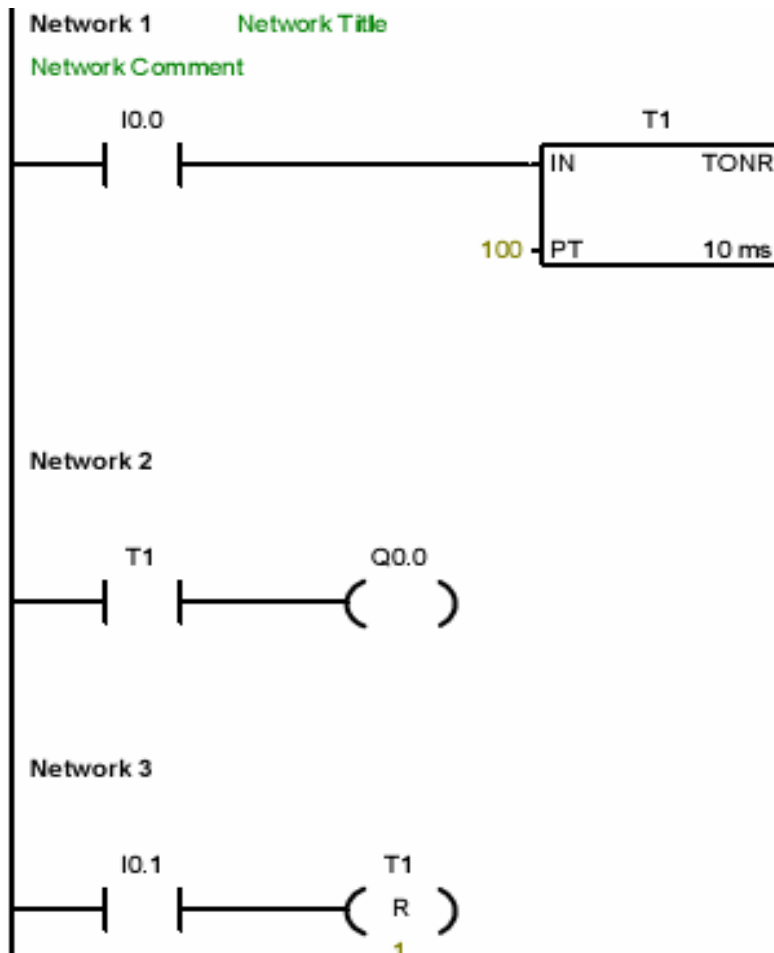 Network 1 Network Title
Network Comment
I0.0 T1
IN TONR
100 PT 10 ms
Network 2
T1 Q0.0
Network 3
I0.1 T1
R
1